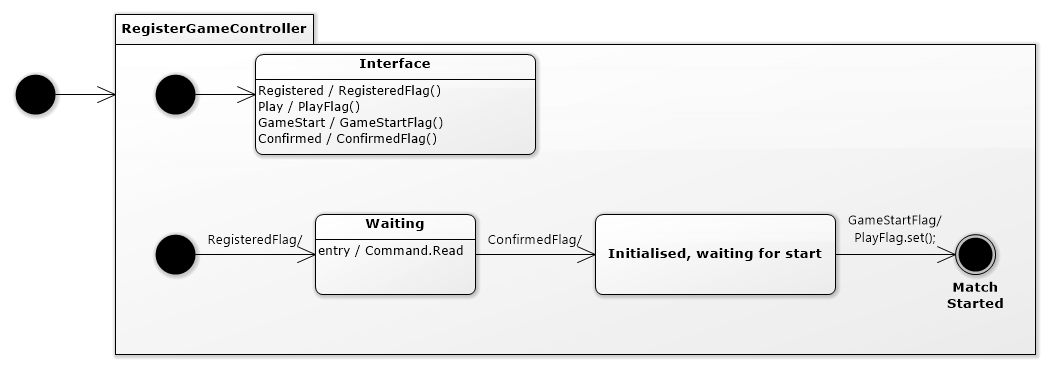 RegisterGameController
Interface
Registered / RegisteredFlag()
Play / PlayFlag()
GameStart / GameStartFlag()
Confirmed / ConfirmedFlag()
RegisteredFlag/
Waiting
entry / Command.Read
ConfirmedFlag/
Initialised, waiting for start
GameStartFlag/
PlayFlag.set();
Match
Started